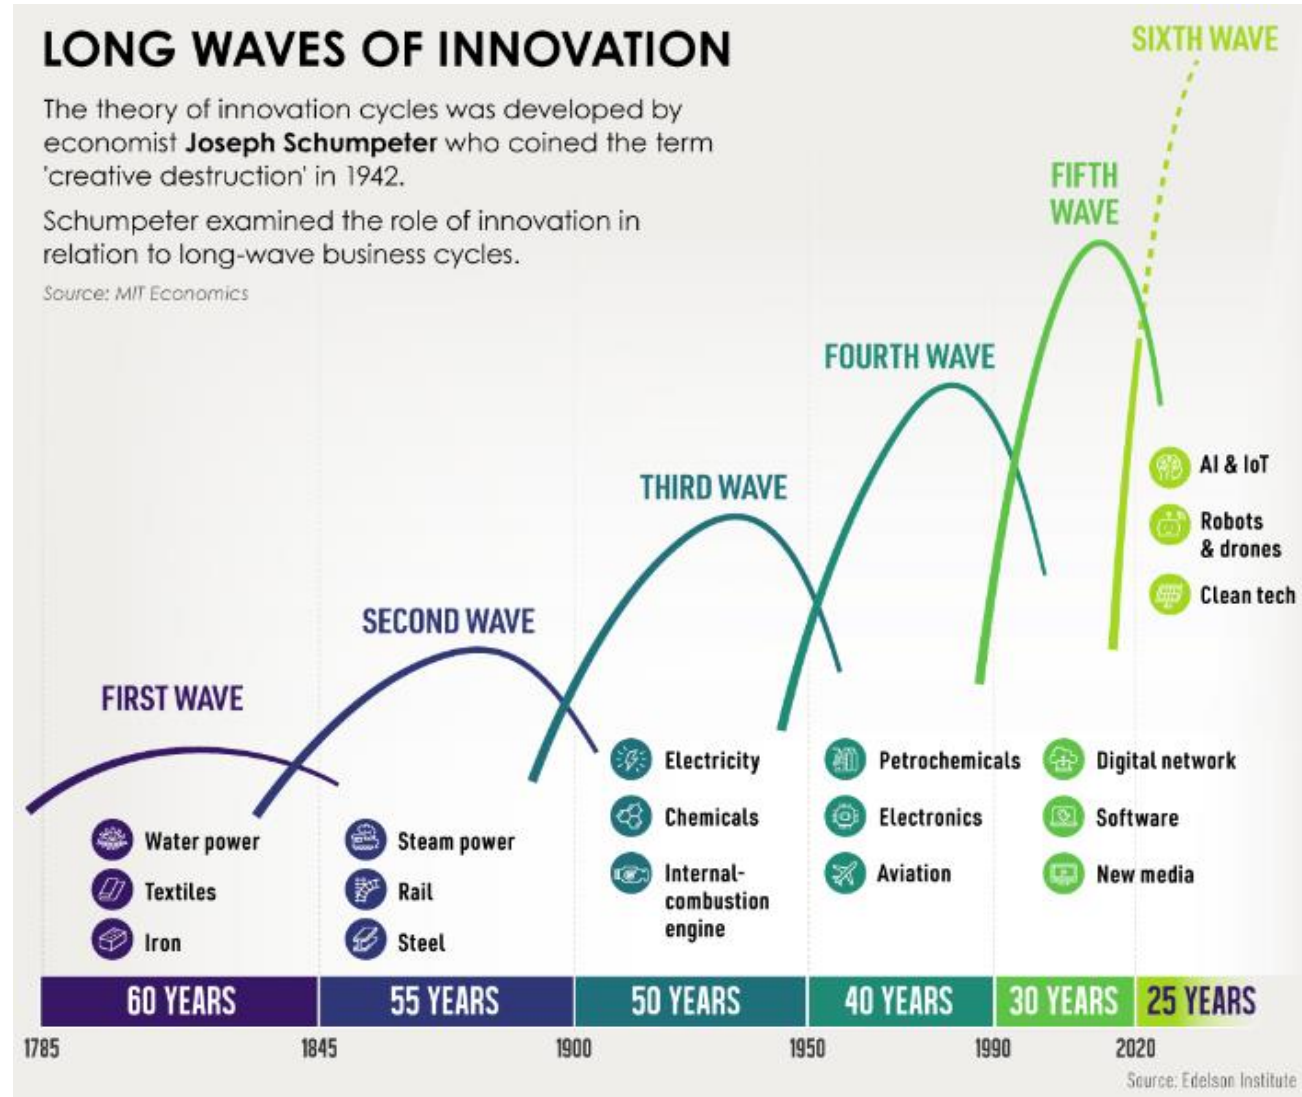 LONG WAVES OF INNOVATION
The theory of innovation cycles was developed by
economist Joseph Schumpeter who coined the term
'creative destruction' in 1942.
Schumpeter examined the role of innovation in
relation to long-wave business cycles.
Source: MIT Economics
FIRST WAVE
SECOND WAVE
THIRD WAVE
FOURTH WAVE
FIFTH
WAVE
SIXTH WAVE
Water power
Textiles
Iron
Steam power
Rail
Steel
Electricity
Chemicals
Internal-
combustion
engine
Petrochemicals
Electronics
Aviation
Digital network
Software
New media
AI & IoT
Robots
& drones
Clean tech
60 YEARS
55 YEARS
50 YEARS
40 YEARS
30 YEARS
25 YEARS
1785
1845
1900
1950
1990
2020
Source: Edelson Institute